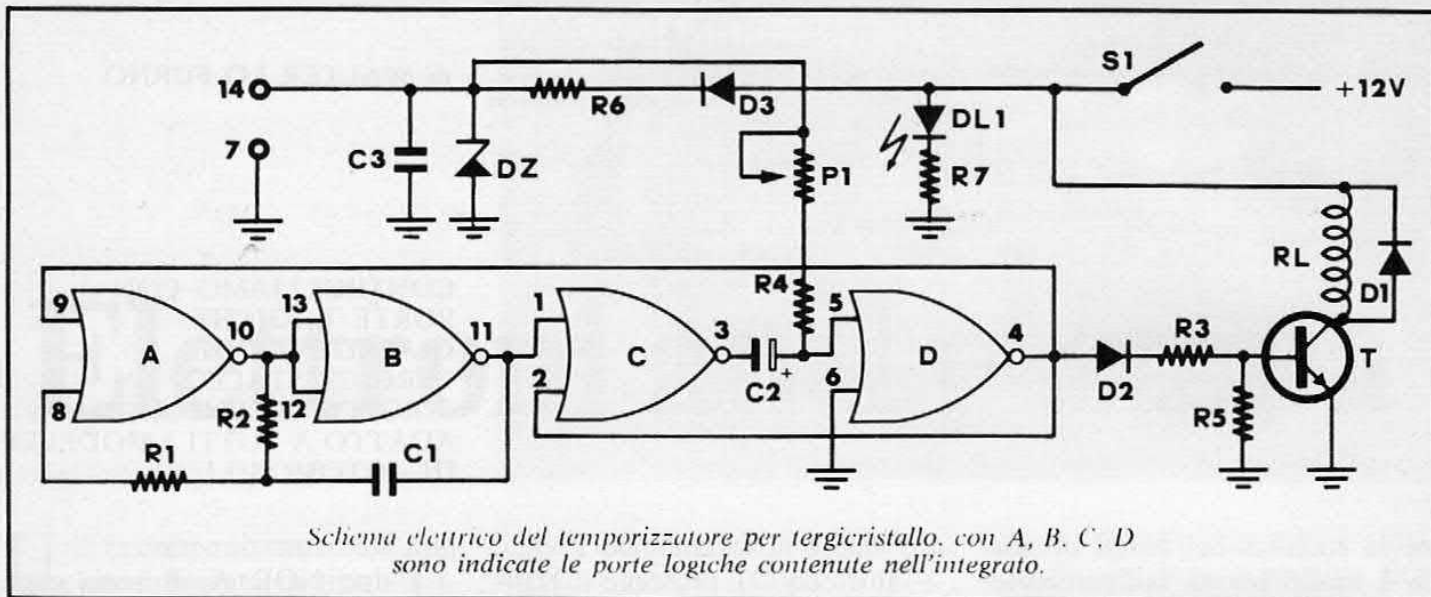 S1
+12V
14
R6
D3
DL1
7
C3
DZ
P1
R7
RL
D1
R4
9
13
1
5
10
11
3
4
R3
A
B
C
D
T
8
R2
12
2
C2
+
6
D2
R5
R1
C1
Schema elettrico del temporizzatore per tergicristallo. con A, B, C, D
sono indicate le porte logiche contenute nell'integrato.